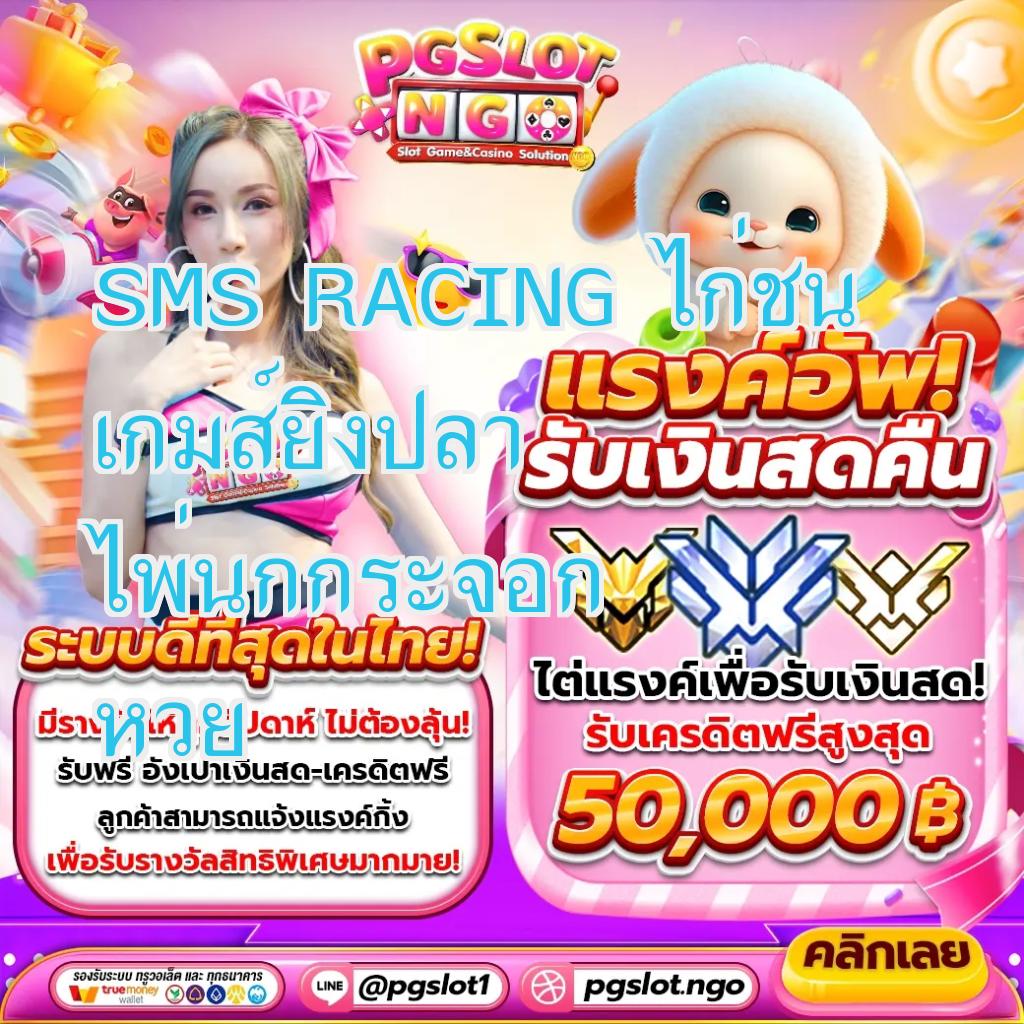 PGSLOT
NGO
Slot Game&Casino Solution
SMS RACING ไก่ชน
เกมส์ยิงปลา
ไพ่นกกระจอก
หวย
แรงค์อัพ!
รับเงินสดคืน
ไต่แรงค์เพื่อรับเงินสด!
รับเครดิตฟรีสูงสุด
50,000 ฿
ระบบดีที่สุดในไทย!
ไม่ต้องลุ้น!
รับฟรี อั่งเปาเงินสด-เครดิตฟรี
ลูกค้าสามารถแจ้งแรงค์กิ้ง
เพื่อรับรางวัลสิทธิพิเศษมากมาย!
คลิกเลย
รองรับระบบ ทรูวอเล็ต และ ทุกธนาคาร
truemoney
wallet
LINE @pgslot1
pgslot.ngo